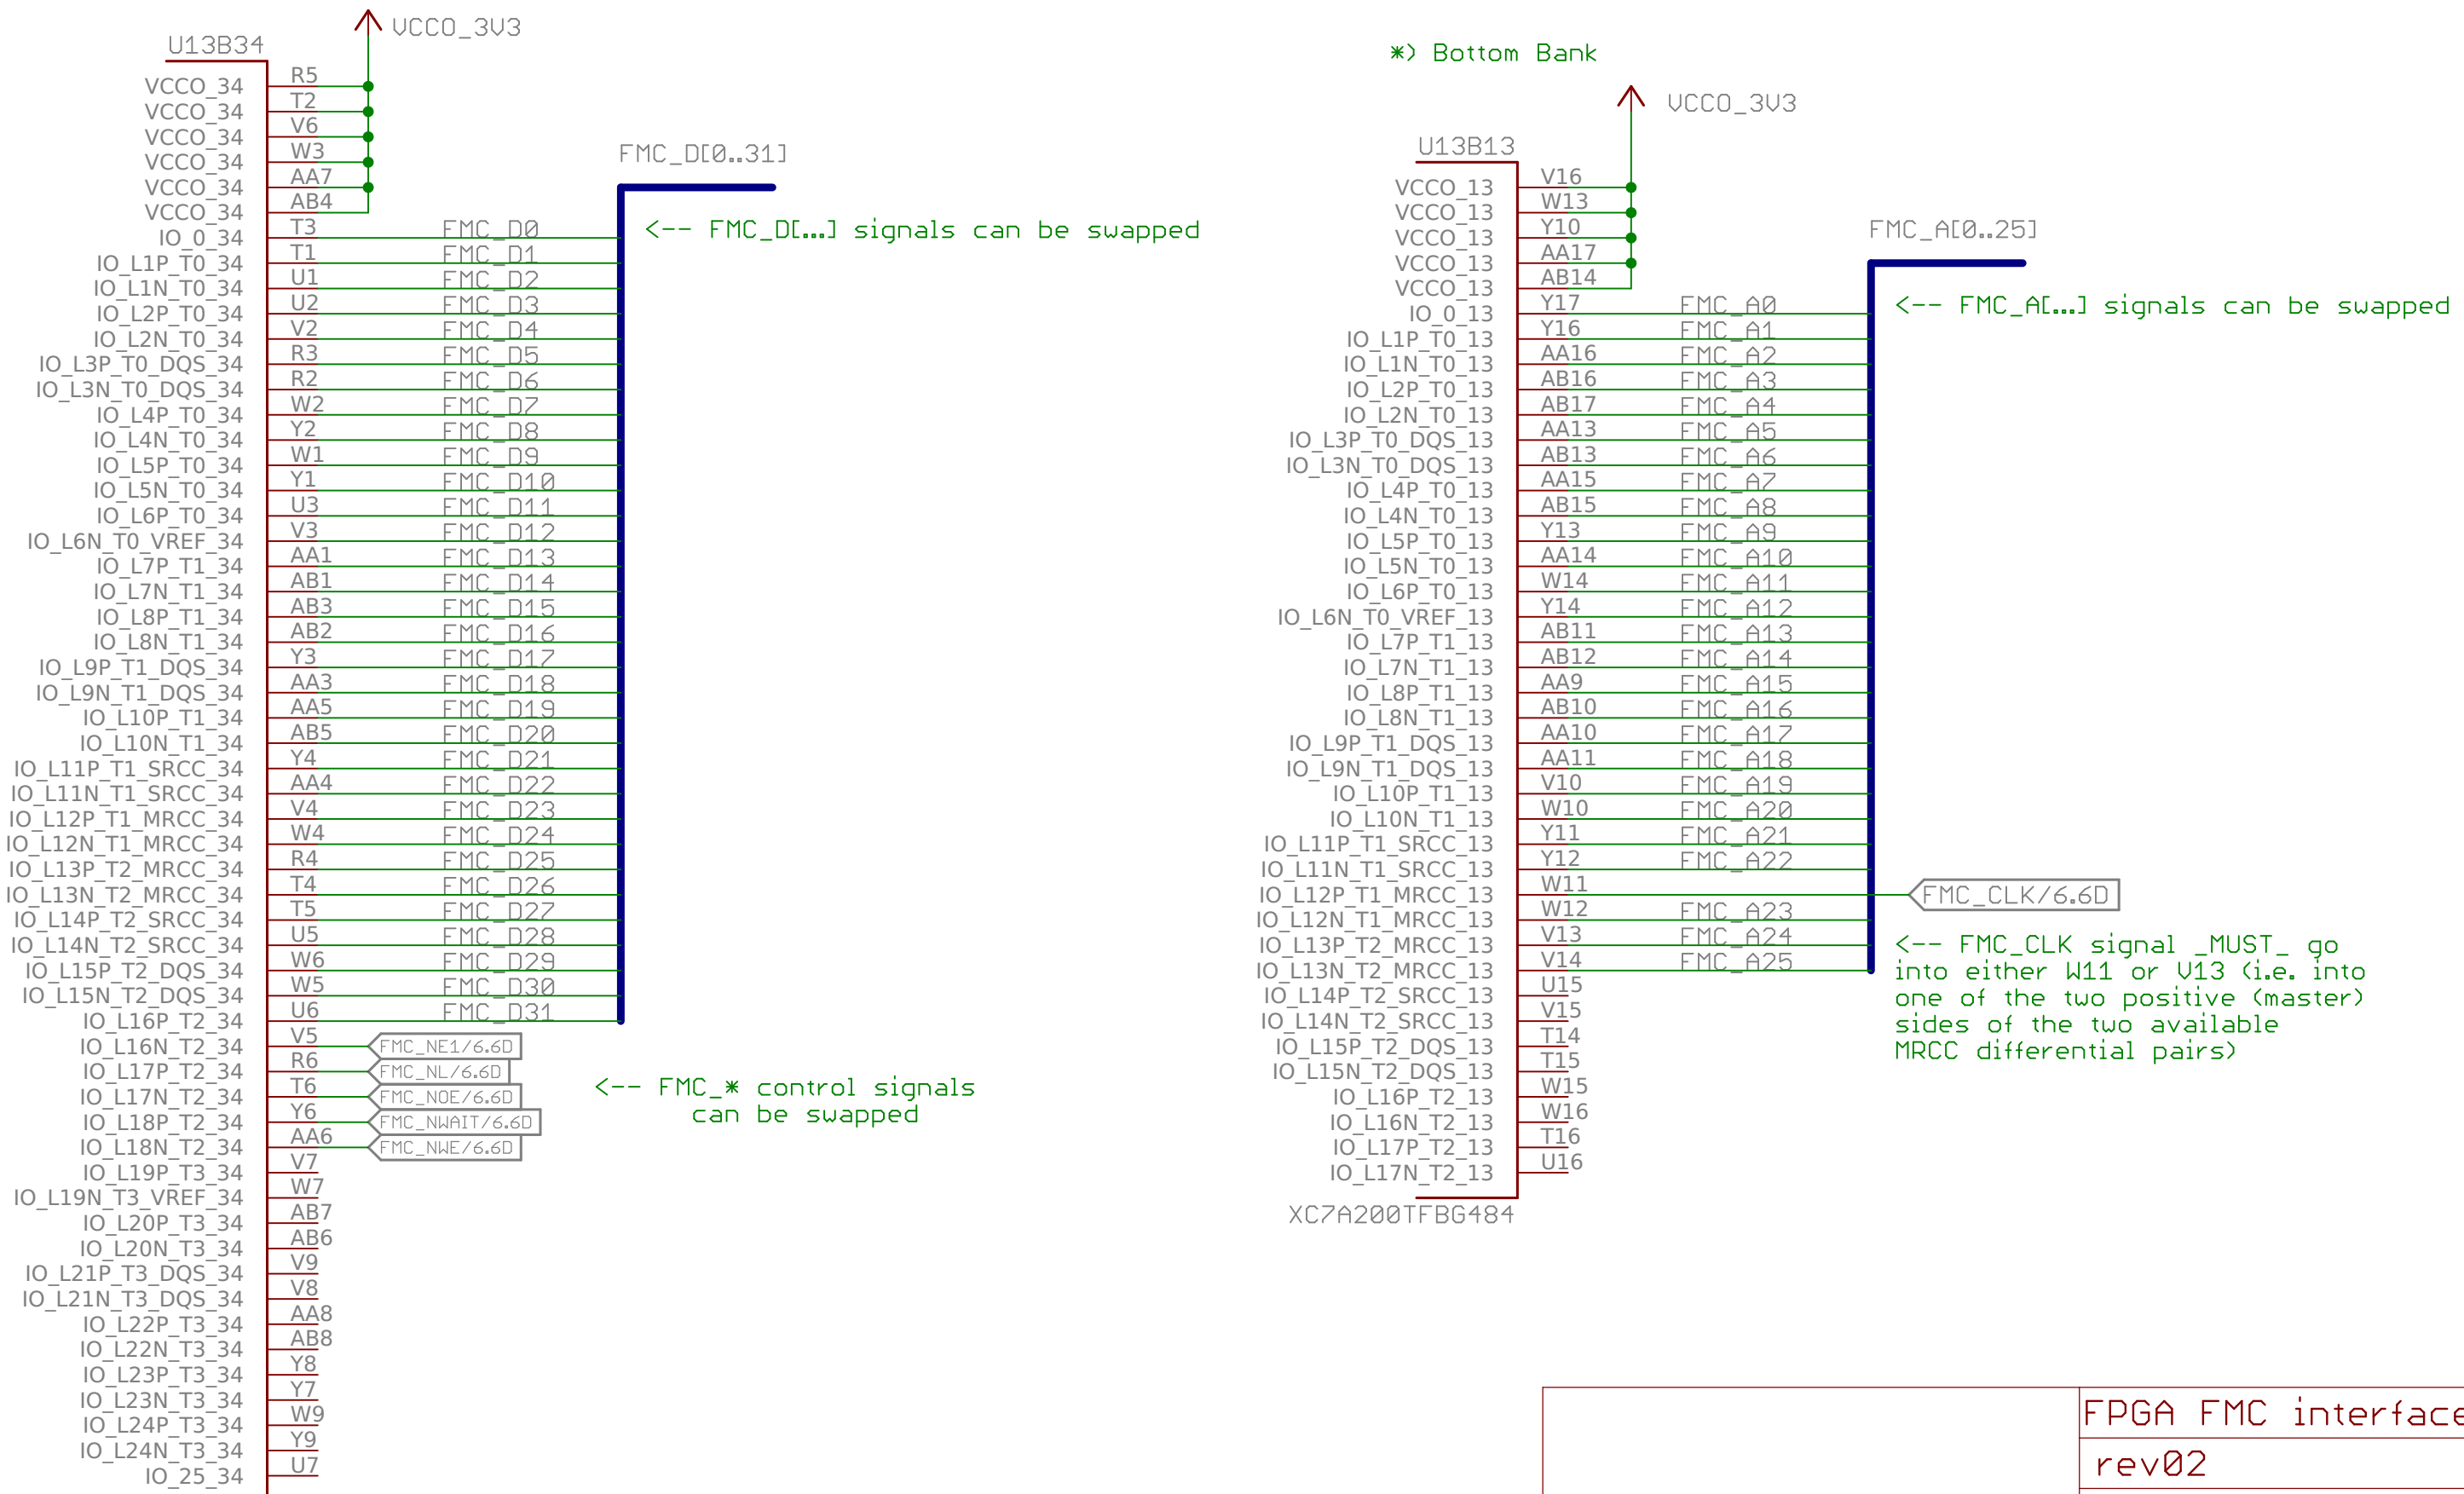 VCCO_3V3
U13B34
VCCO_34 R5
VCCO_34 T2
VCCO_34 V6
VCCO_34 W3
VCCO_34 AA7
VCCO_34 AB4
FMC_D[0..31]
<-- FMC_D[...] signals can be swapped
IO_0_34 T3 FMC_D0
IO_L1P_T0_34 T1 FMC_D1
IO_L1N_T0_34 U1 FMC_D2
IO_L2P_T0_34 U2 FMC_D3
IO_L2N_T0_34 V2 FMC_D4
IO_L3P_T0_DQS_34 R3 FMC_D5
IO_L3N_T0_DQS_34 R2 FMC_D6
IO_L4P_T0_34 W2 FMC_D7
IO_L4N_T0_34 Y2 FMC_D8
IO_L5P_T0_34 W1 FMC_D9
IO_L5N_T0_34 Y1 FMC_D10
IO_L6P_T0_34 U3 FMC_D11
IO_L6N_T0_VREF_34 V3 FMC_D12
IO_L7P_T1_34 AA1 FMC_D13
IO_L7N_T1_34 AB1 FMC_D14
IO_L8P_T1_34 AB3 FMC_D15
IO_L8N_T1_34 AB2 FMC_D16
IO_L9P_T1_DQS_34 Y3 FMC_D17
IO_L9N_T1_DQS_34 AA3 FMC_D18
IO_L10P_T1_34 AA5 FMC_D19
IO_L10N_T1_34 AB5 FMC_D20
IO_L11P_T1_SRCC_34 Y4 FMC_D21
IO_L11N_T1_SRCC_34 AA4 FMC_D22
IO_L12P_T1_MRCC_34 V4 FMC_D23
IO_L12N_T1_MRCC_34 W4 FMC_D24
IO_L13P_T2_MRCC_34 R4 FMC_D25
IO_L13N_T2_MRCC_34 T4 FMC_D26
IO_L14P_T2_SRCC_34 T5 FMC_D27
IO_L14N_T2_SRCC_34 U5 FMC_D28
IO_L15P_T2_DQS_34 W6 FMC_D29
IO_L15N_T2_DQS_34 W5 FMC_D30
IO_L16P_T2_34 U6 FMC_D31
IO_L16N_T2_34 V5 FMC_NE1/6.6D
IO_L17P_T2_34 R6 FMC_NL/6.6D
IO_L17N_T2_34 T6 FMC_NOE/6.6D
IO_L18P_T2_34 Y6 FMC_NWAIT/6.6D
IO_L18N_T2_34 AA6 FMC_NWE/6.6D
<-- FMC_* control signals
can be swapped
IO_L19P_T3_34 V7
IO_L19N_T3_VREF_34 W7
IO_L20P_T3_34 AB7
IO_L20N_T3_34 AB6
IO_L21P_T3_DQS_34 V9
IO_L21N_T3_DQS_34 V8
IO_L22P_T3_34 AA8
IO_L22N_T3_34 AB8
IO_L23P_T3_34 Y8
IO_L23N_T3_34 Y7
IO_L24P_T3_34 W9
IO_L24N_T3_34 Y9
IO_25_34 U7
*) Bottom Bank
VCCO_3V3
U13B13
VCCO_13 V16
VCCO_13 W13
VCCO_13 Y10
VCCO_13 AA17
VCCO_13 AB14
FMC_A[0..25]
<-- FMC_A[...] signals can be swapped
IO_0_13 Y17 FMC_A0
IO_L1P_T0_13 Y16 FMC_A1
IO_L1N_T0_13 AA16 FMC_A2
IO_L2P_T0_13 AB16 FMC_A3
IO_L2N_T0_13 AB17 FMC_A4
IO_L3P_T0_DQS_13 AA13 FMC_A5
IO_L3N_T0_DQS_13 AB13 FMC_A6
IO_L4P_T0_13 AA15 FMC_A7
IO_L4N_T0_13 AB15 FMC_A8
IO_L5P_T0_13 Y13 FMC_A9
IO_L5N_T0_13 AA14 FMC_A10
IO_L6P_T0_13 W14 FMC_A11
IO_L6N_T0_VREF_13 Y14 FMC_A12
IO_L7P_T1_13 AB11 FMC_A13
IO_L7N_T1_13 AB12 FMC_A14
IO_L8P_T1_13 AA9 FMC_A15
IO_L8N_T1_13 AB10 FMC_A16
IO_L9P_T1_DQS_13 AA10 FMC_A17
IO_L9N_T1_DQS_13 AA11 FMC_A18
IO_L10P_T1_13 V10 FMC_A19
IO_L10N_T1_13 W10 FMC_A20
IO_L11P_T1_SRCC_13 Y11 FMC_A21
IO_L11N_T1_SRCC_13 Y12 FMC_A22
IO_L12P_T1_MRCC_13 W11 FMC_CLK/6.6D
IO_L12N_T1_MRCC_13 W12 FMC_A23
IO_L13P_T2_MRCC_13 V13 FMC_A24
IO_L13N_T2_MRCC_13 V14 FMC_A25
<-- FMC_CLK signal _MUST_ go
into either W11 or V13 (i.e. into
one of the two positive (master)
sides of the two available
MRCC differential pairs)
IO_L14P_T2_SRCC_13 U15
IO_L14N_T2_SRCC_13 V15
IO_L15P_T2_DQS_13 T14
IO_L15N_T2_DQS_13 T15
IO_L16P_T2_13 W15
IO_L16N_T2_13 W16
IO_L17P_T2_13 T16
IO_L17N_T2_13 U16
XC7A200TFBG484
FPGA FMC interface
rev02